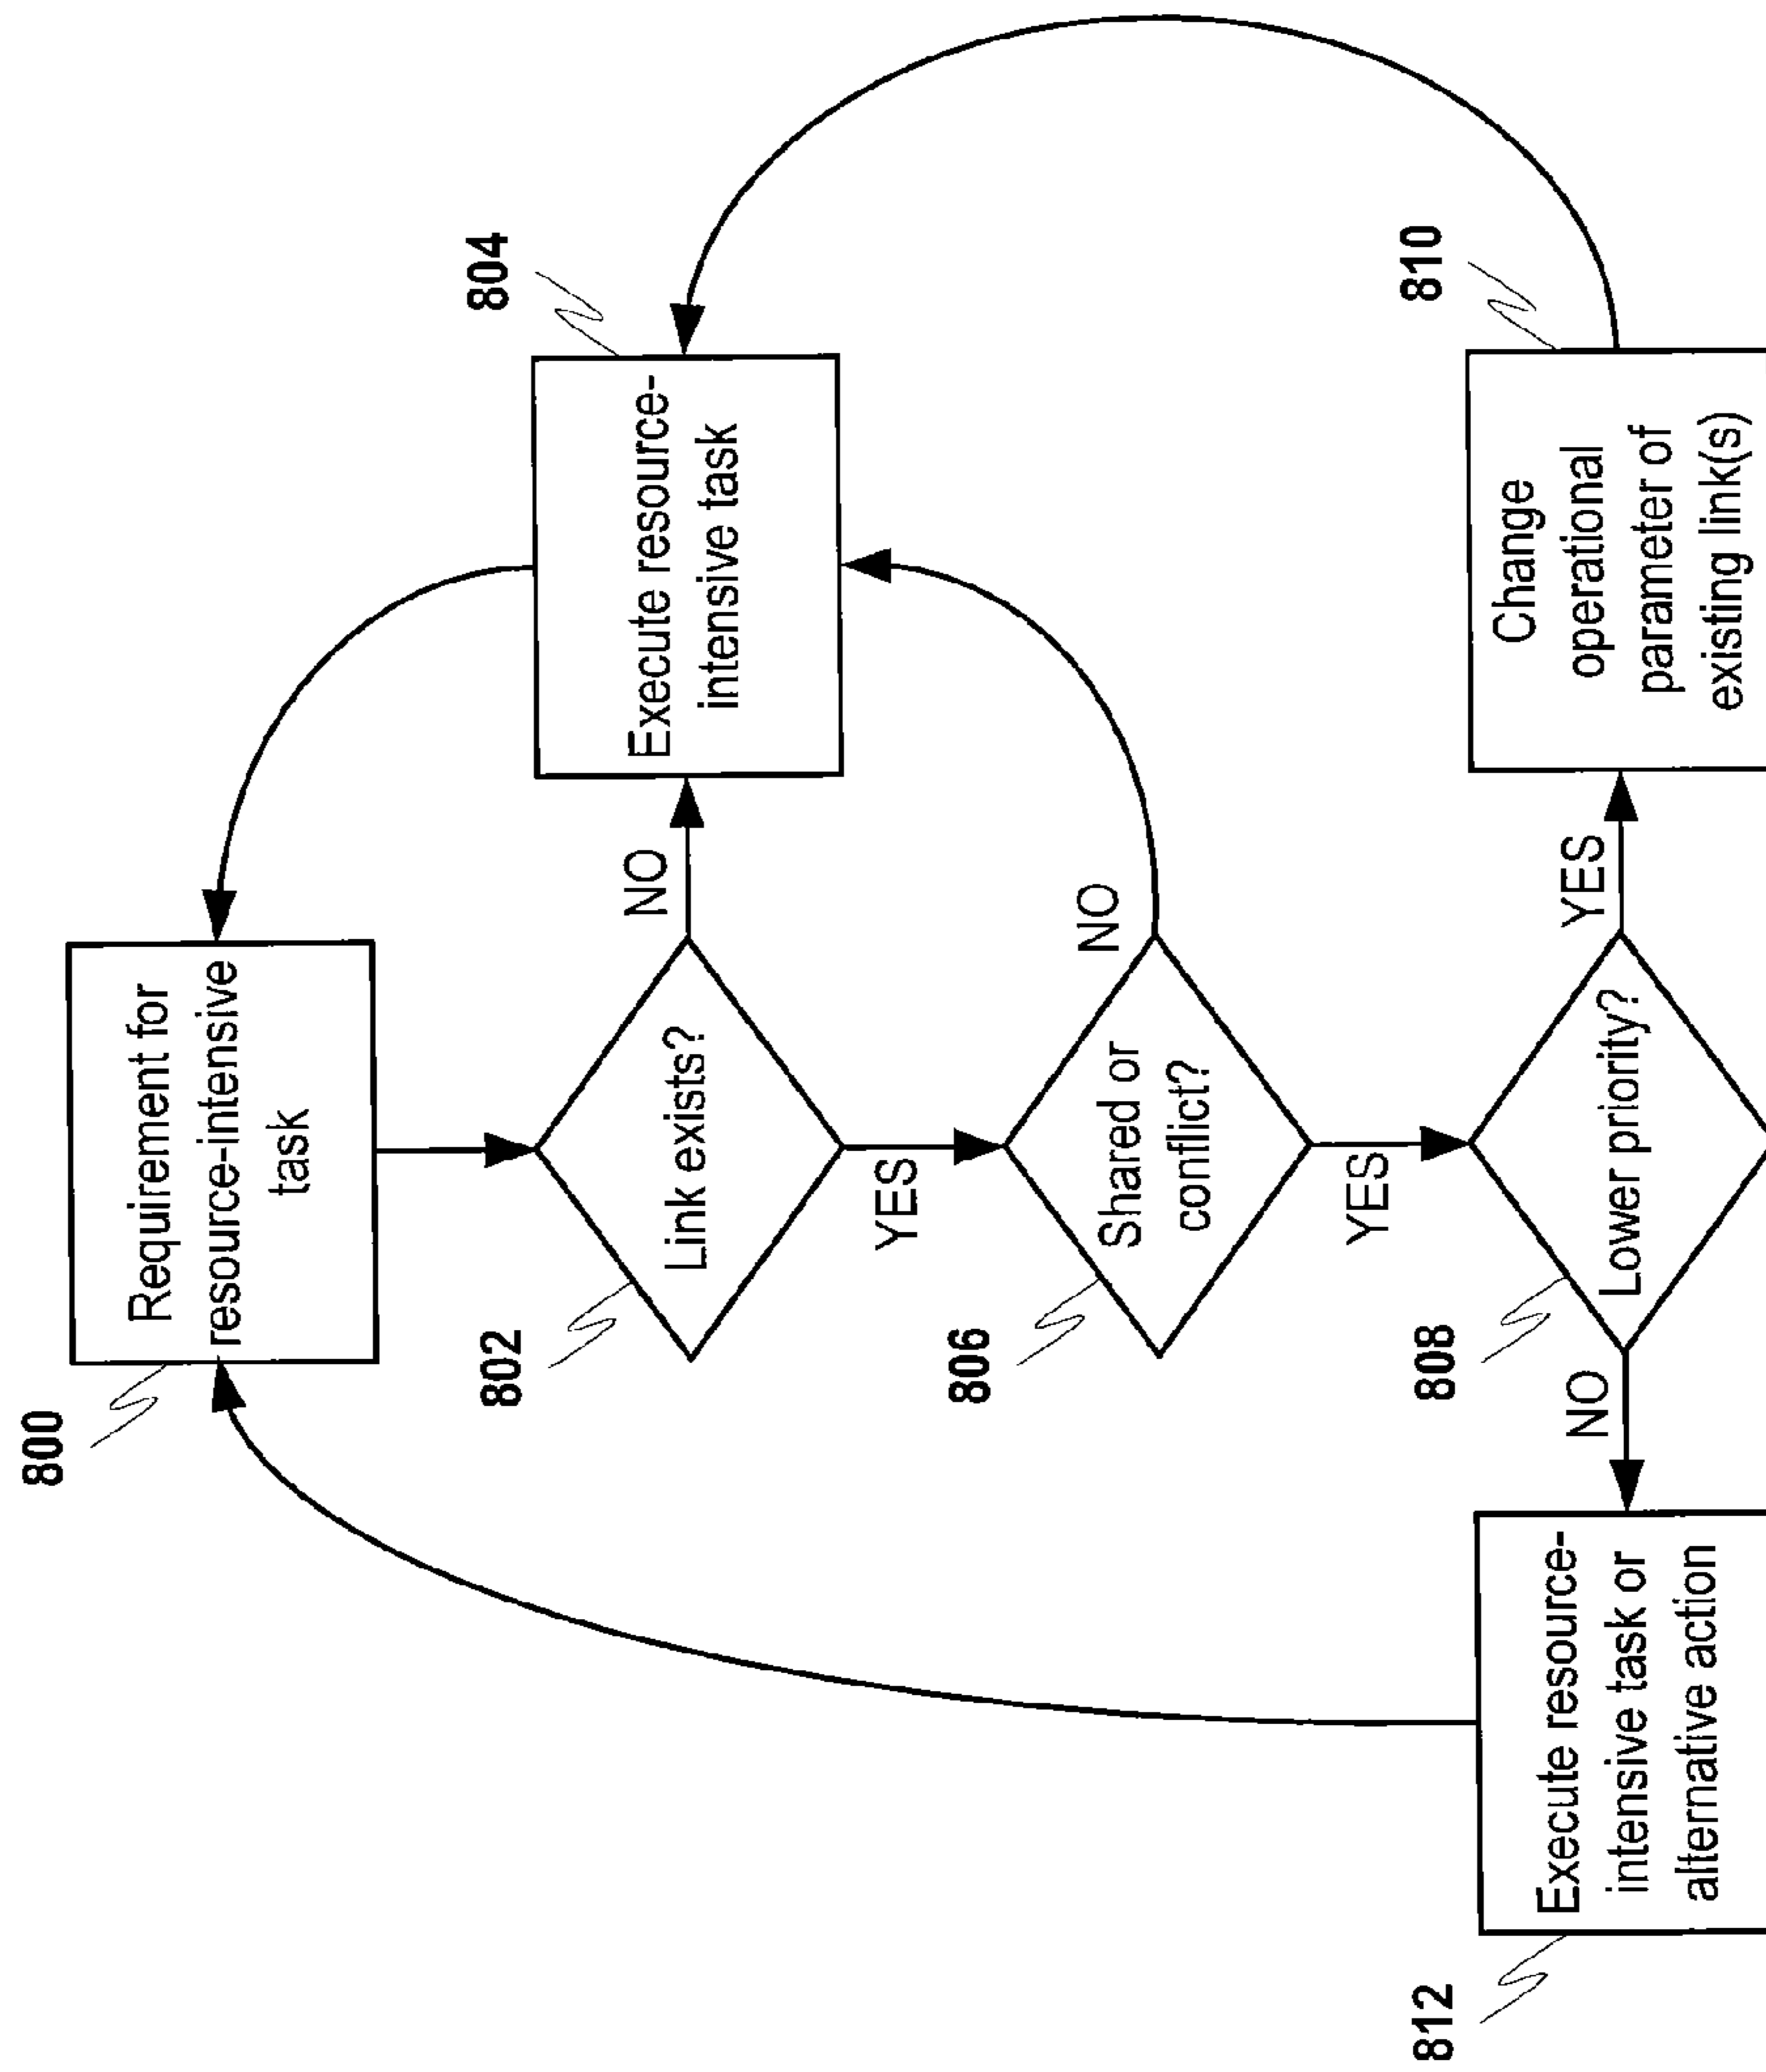 800
Requirement for
resource-intensive
task
802
Link exists?
NO
YES
804
Execute resource-
intensive task
806
Shared or
conflict?
NO
YES
808
Lower priority?
YES
NO
810
Change
operational
parameter of
existing link(s)
812
Execute resource-
intensive task or
alternative action